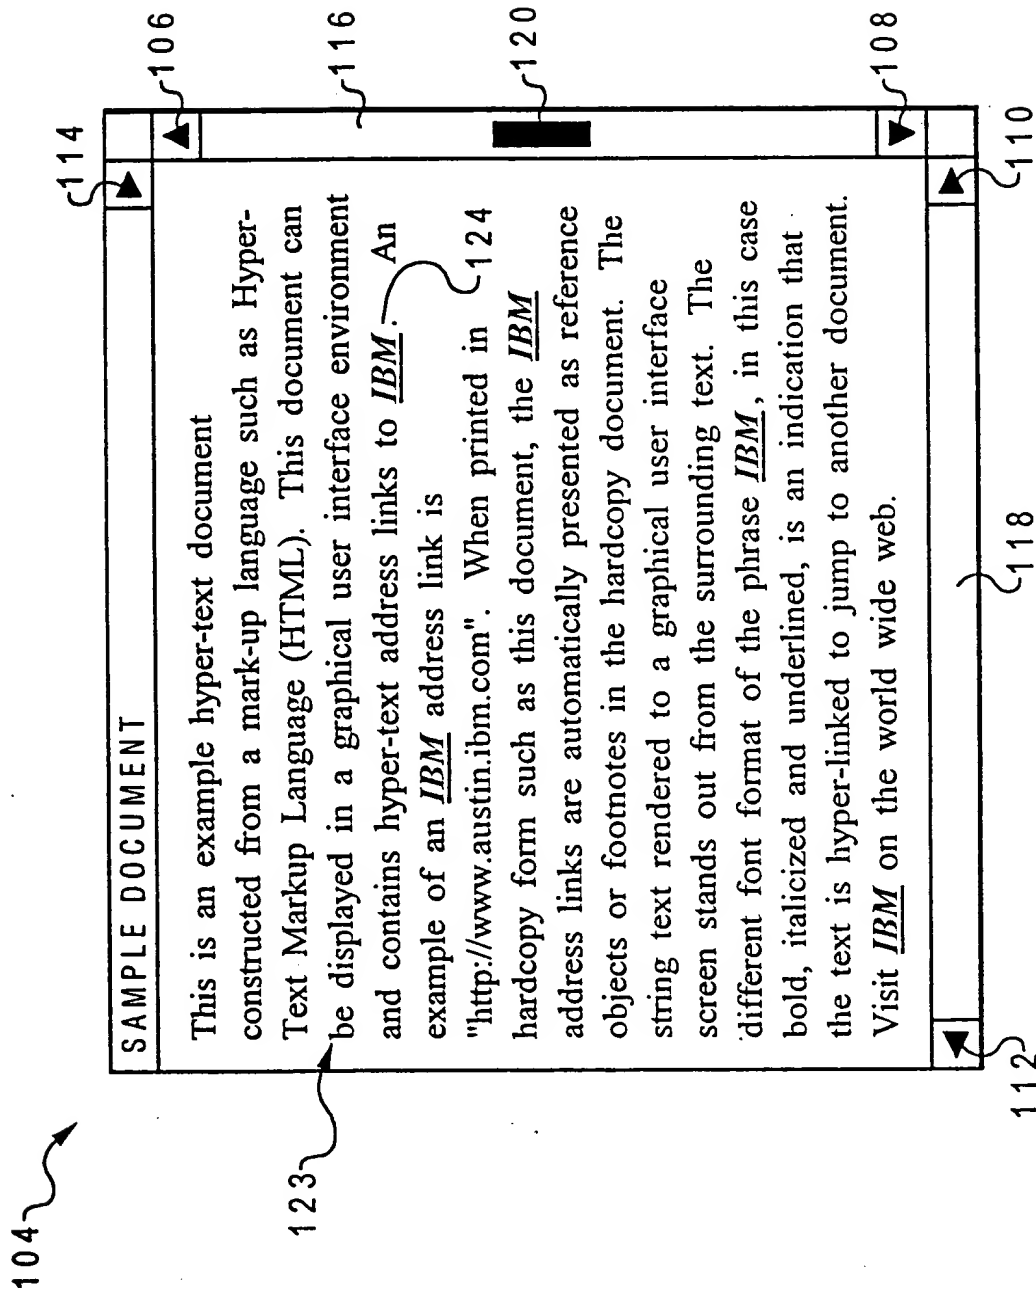 104
SAMPLE DOCUMENT
114
106
116
120
108
110
118
112
123
124
This is an example hyper-text document
constructed from a mark-up language such as Hyper-
Text Markup Language (HTML). This document can
be displayed in a graphical user interface environment
and contains hyper-text address links to IBM. An
example of an IBM address link is
"http://www.austin.ibm.com". When printed in
hardcopy form such as this document, the IBM
address links are automatically presented as reference
objects or footnotes in the hardcopy document. The
string text rendered to a graphical user interface
screen stands out from the surrounding text. The
different font format of the phrase IBM, in this case
bold, italicized and underlined, is an indication that
the text is hyper-linked to jump to another document.
Visit IBM on the world wide web.